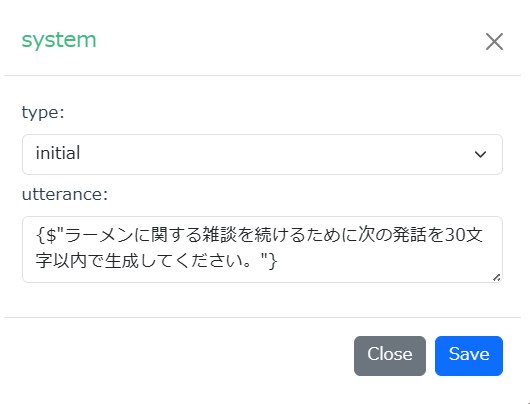 system
type:
initial
utterance:
{$"ラーメンに関する雑談を続けるために次の発話を30文
字以内で生成してください。"}
Close
Save